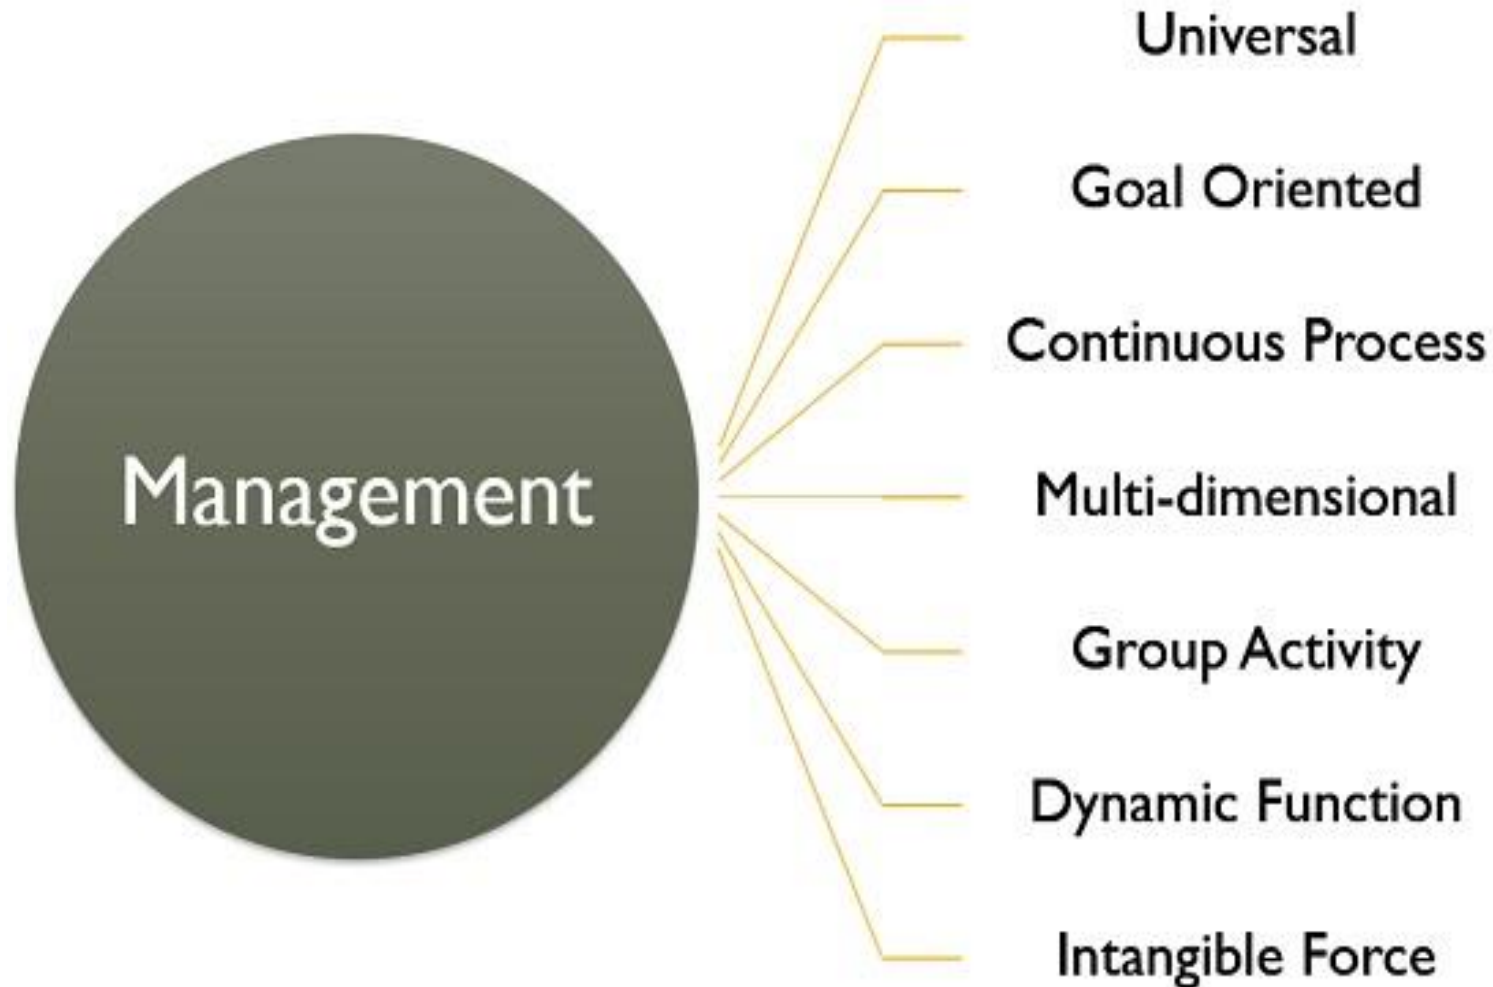 Management
Universal
Goal Oriented
Continuous Process
Multi-dimensional
Group Activity
Dynamic Function
Intangible Force